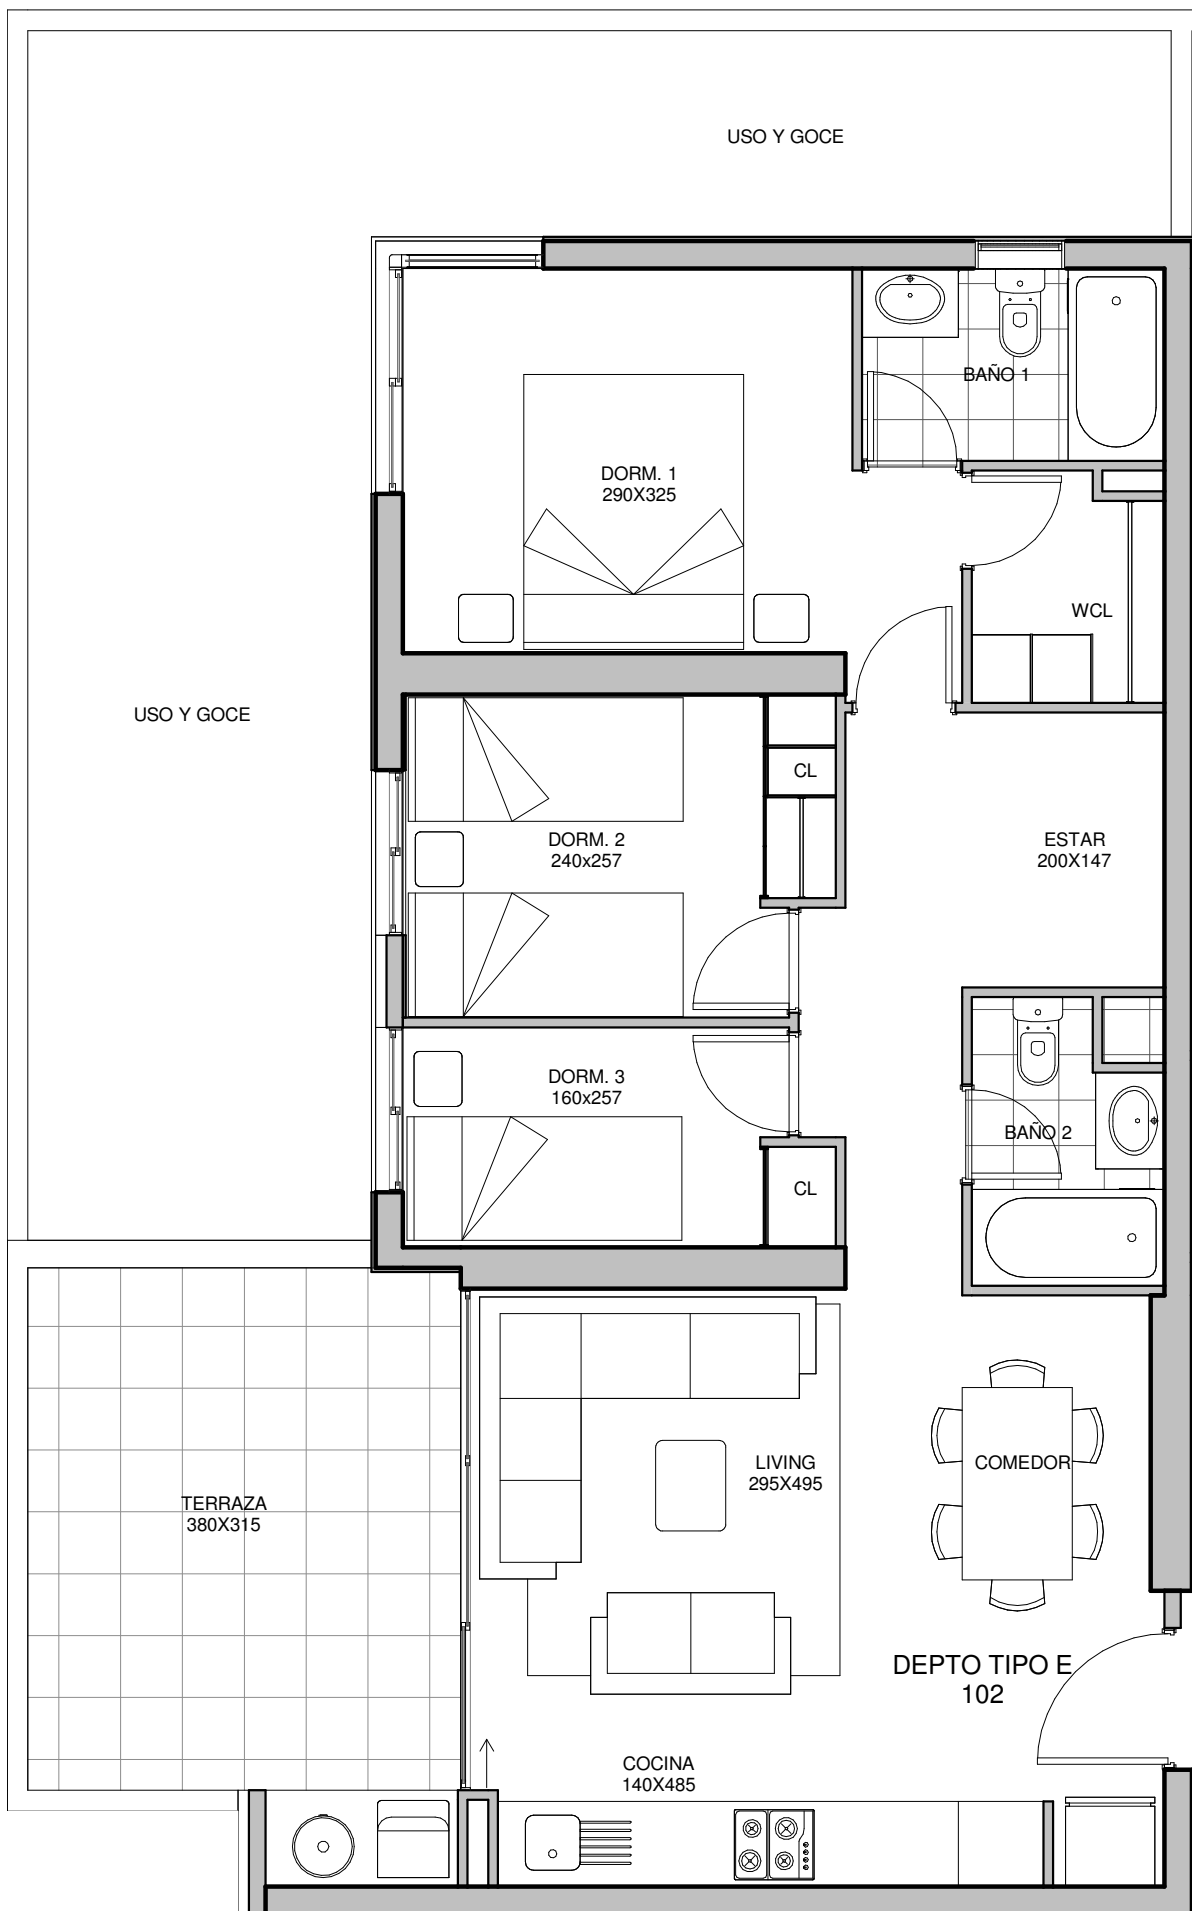 USO Y GOCE
BAÑO 1
DORM. 1
290X325
WCL
USO Y GOCE
CL
DORM. 2
240x257
ESTAR
200X147
DORM. 3
160x257
BAÑO 2
CL
LIVING
295X495
COMEDOR
TERRAZA
380X315
DEPTO TIPO E
102
COCINA
140X485